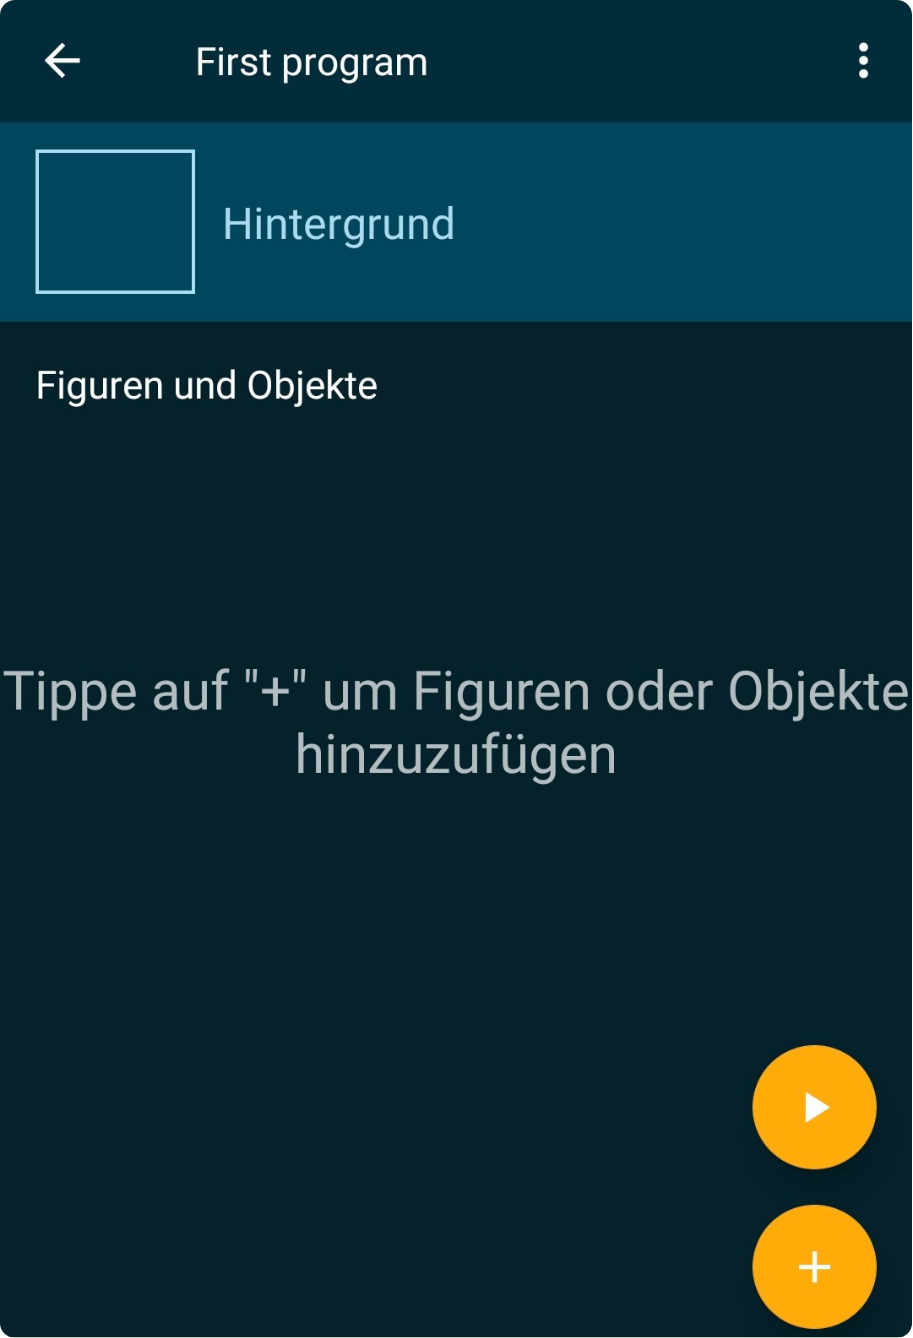 First program
Hintergrund
Figuren und Objekte
Tippe auf "+" um Figuren oder Objekte
hinzuzufügen